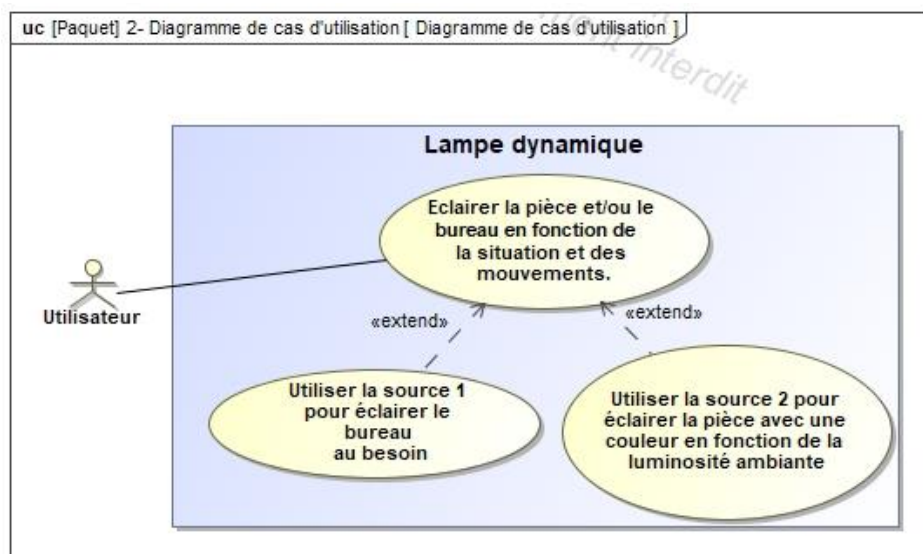 uc [Paquet] 2- Diagramme de cas d'utilisation [ Diagramme de cas d'utilisation ]
interdit
Lampe dynamique
Eclairer la pièce et/ou le
bureau en fonction de
la situation et des
mouvements.
Utilisateur
«extend»
«extend»
Utiliser la source 1
pour éclairer le
bureau
au besoin
Utiliser la source 2 pour
éclairer la pièce avec une
couleur en fonction de la
luminosité ambiante